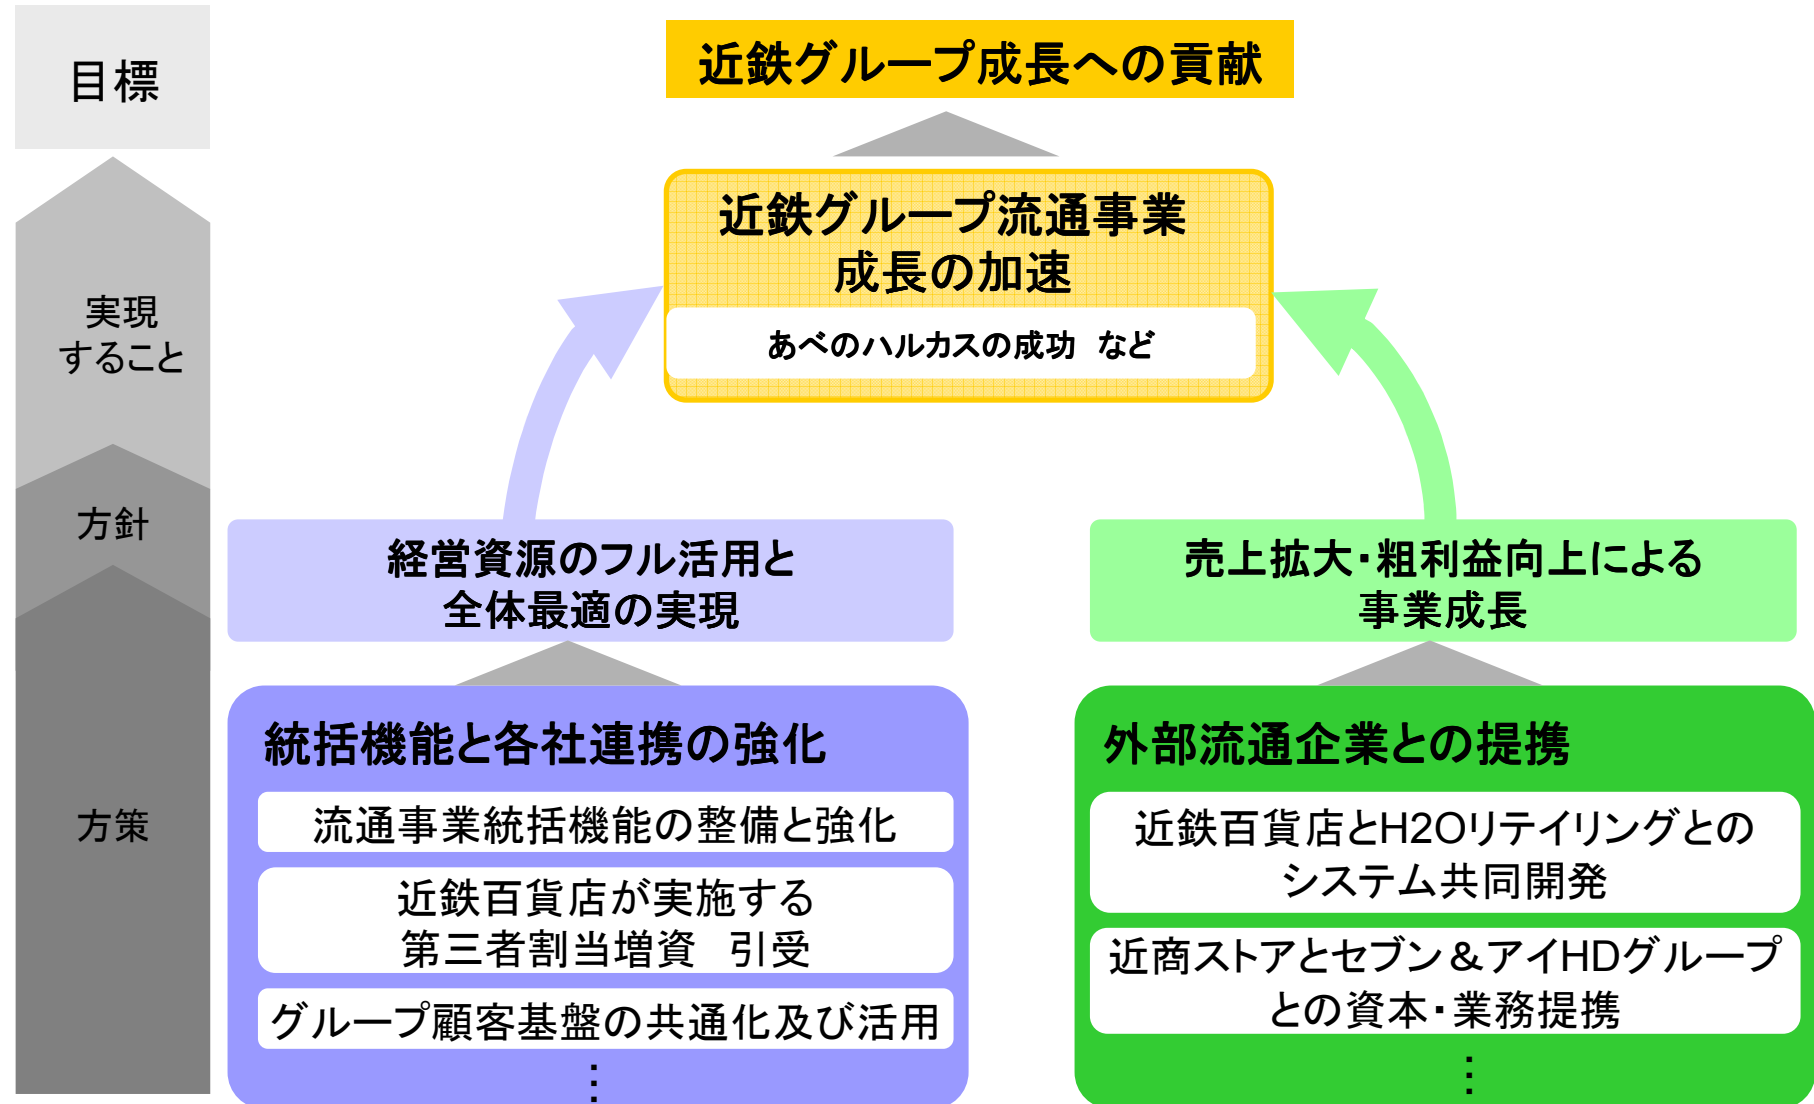 目標
近鉄グループ成長への貢献
近鉄グループ流通事業
成長の加速
あべのハルカスの成功　など
実現
すること
方針
経営資源のフル活用と
全体最適の実現
売上拡大・粗利益向上による
事業成長
方策
統括機能と各社連携の強化
流通事業統括機能の整備と強化
近鉄百貨店が実施する
第三者割当増資　引受
グループ顧客基盤の共通化及び活用
⋮
外部流通企業との提携
近鉄百貨店とH2Oリテイリングとの
システム共同開発
近商ストアとセブン＆アイHDグループ
との資本・業務提携
⋮